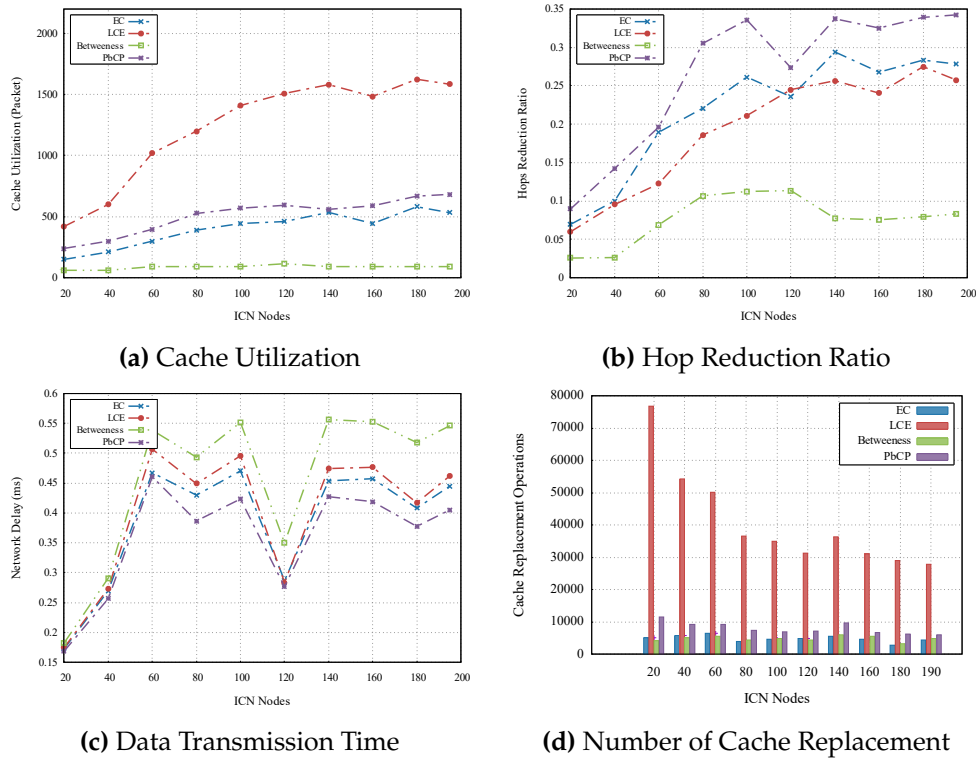 EC
LCE
Betweeness
PbCP
2000
1500
1000
500
0
Cache Utilization (Packet)
20 40 60 80 100 120 140 160 180 200
ICN Nodes
(a) Cache Utilization
EC
LCE
Betweeness
PbCP
0.35
0.3
0.25
0.2
0.15
0.1
0.05
0
Hops Reduction Ratio
20 40 60 80 100 120 140 160 180 200
ICN Nodes
(b) Hop Reduction Ratio
EC
LCE
Betweeness
PbCP
0.6
0.55
0.5
0.45
0.4
0.35
0.3
0.25
0.2
0.15
Network Delay (ms)
20 40 60 80 100 120 140 160 180 200
ICN Nodes
(c) Data Transmission Time
EC
LCE
Betweeness
PbCP
80000
70000
60000
50000
40000
30000
20000
10000
0
Cache Replacement Operations
20 40 60 80 100 120 140 160 180 190
ICN Nodes
(d) Number of Cache Replacement